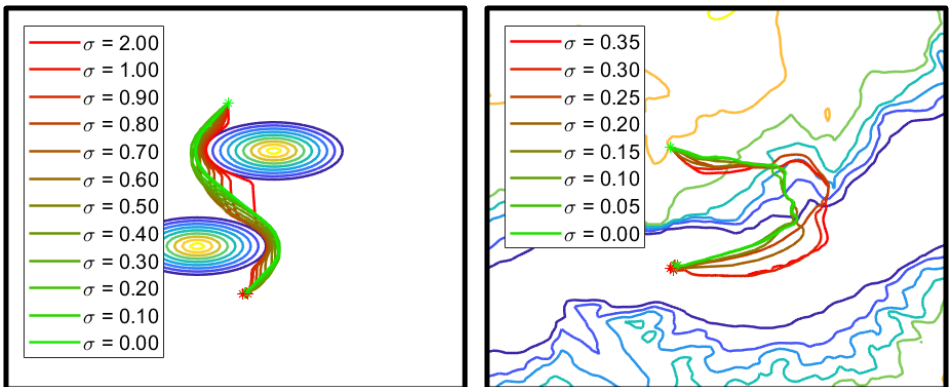 σ = 2.00
σ = 1.00
σ = 0.90
σ = 0.80
σ = 0.70
σ = 0.60
σ = 0.50
σ = 0.40
σ = 0.30
σ = 0.20
σ = 0.10
σ = 0.00
σ = 0.35
σ = 0.30
σ = 0.25
σ = 0.20
σ = 0.15
σ = 0.10
σ = 0.05
σ = 0.00